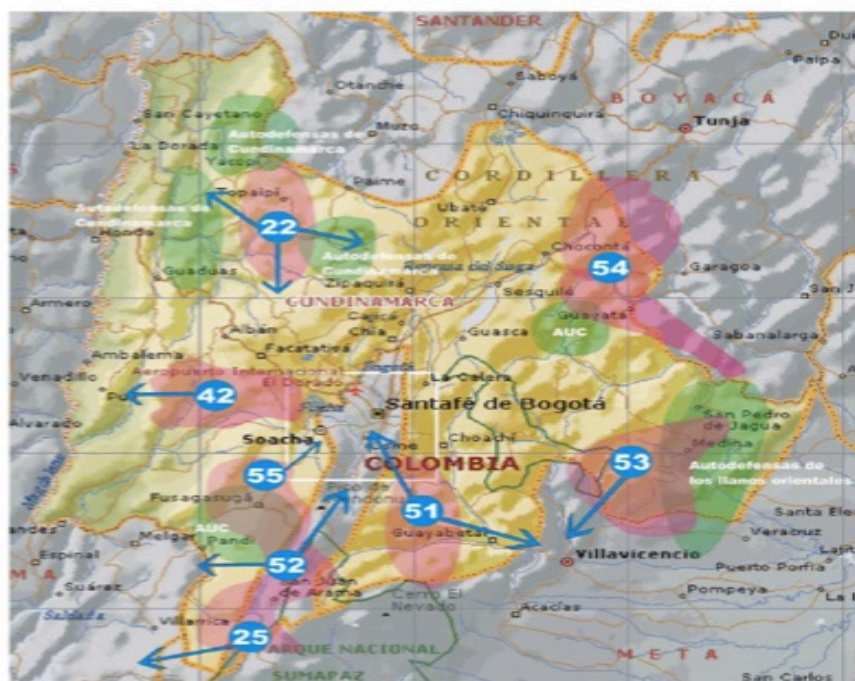 SANTANDER
Otanche
Saboyá
Paipa
San Cayetano
Muzo
Chiquinquirá
BOYACÁ
Tunja
La Dorada
Autodefensas de
Cundinamarca
Yacopí
Topaipí
Paime
CORDILLERA
ORIENTAL
Ubaté
Autodefensas de
Cundinamarca
Honda
22
Chocontá
54
Garagoa
Guaduas
Autodefensas de
Zipaquirá
Sesquilé
CUNDINAMARCA
Armero
Cajicá
Chía
Guasca
Guayatá
Sabanalarga
AUC
Albán
Facatativá
Ambalema
Venadillo
Aeropuerto Internacional
El Dorado
Bogotá
La Calera
42
Santafé de Bogotá
Alvarado
Soacha
Choachí
San Pedro
de Jagua
Medina
COLOMBIA
53
Autodefensas de
los llanos orientales
55
Fusagasugá
51
Guayabetal
AUC
Melgar
Pandi
Espinal
Veracruz
Villavicencio
Puerto Porfía
52
Suárez
San Juan
de Arama
Cerro El
Nevado
Pompeya
Acacías
Villarrica
25
PARQUE NACIONAL
SUMAPAZ
META
San Carlos